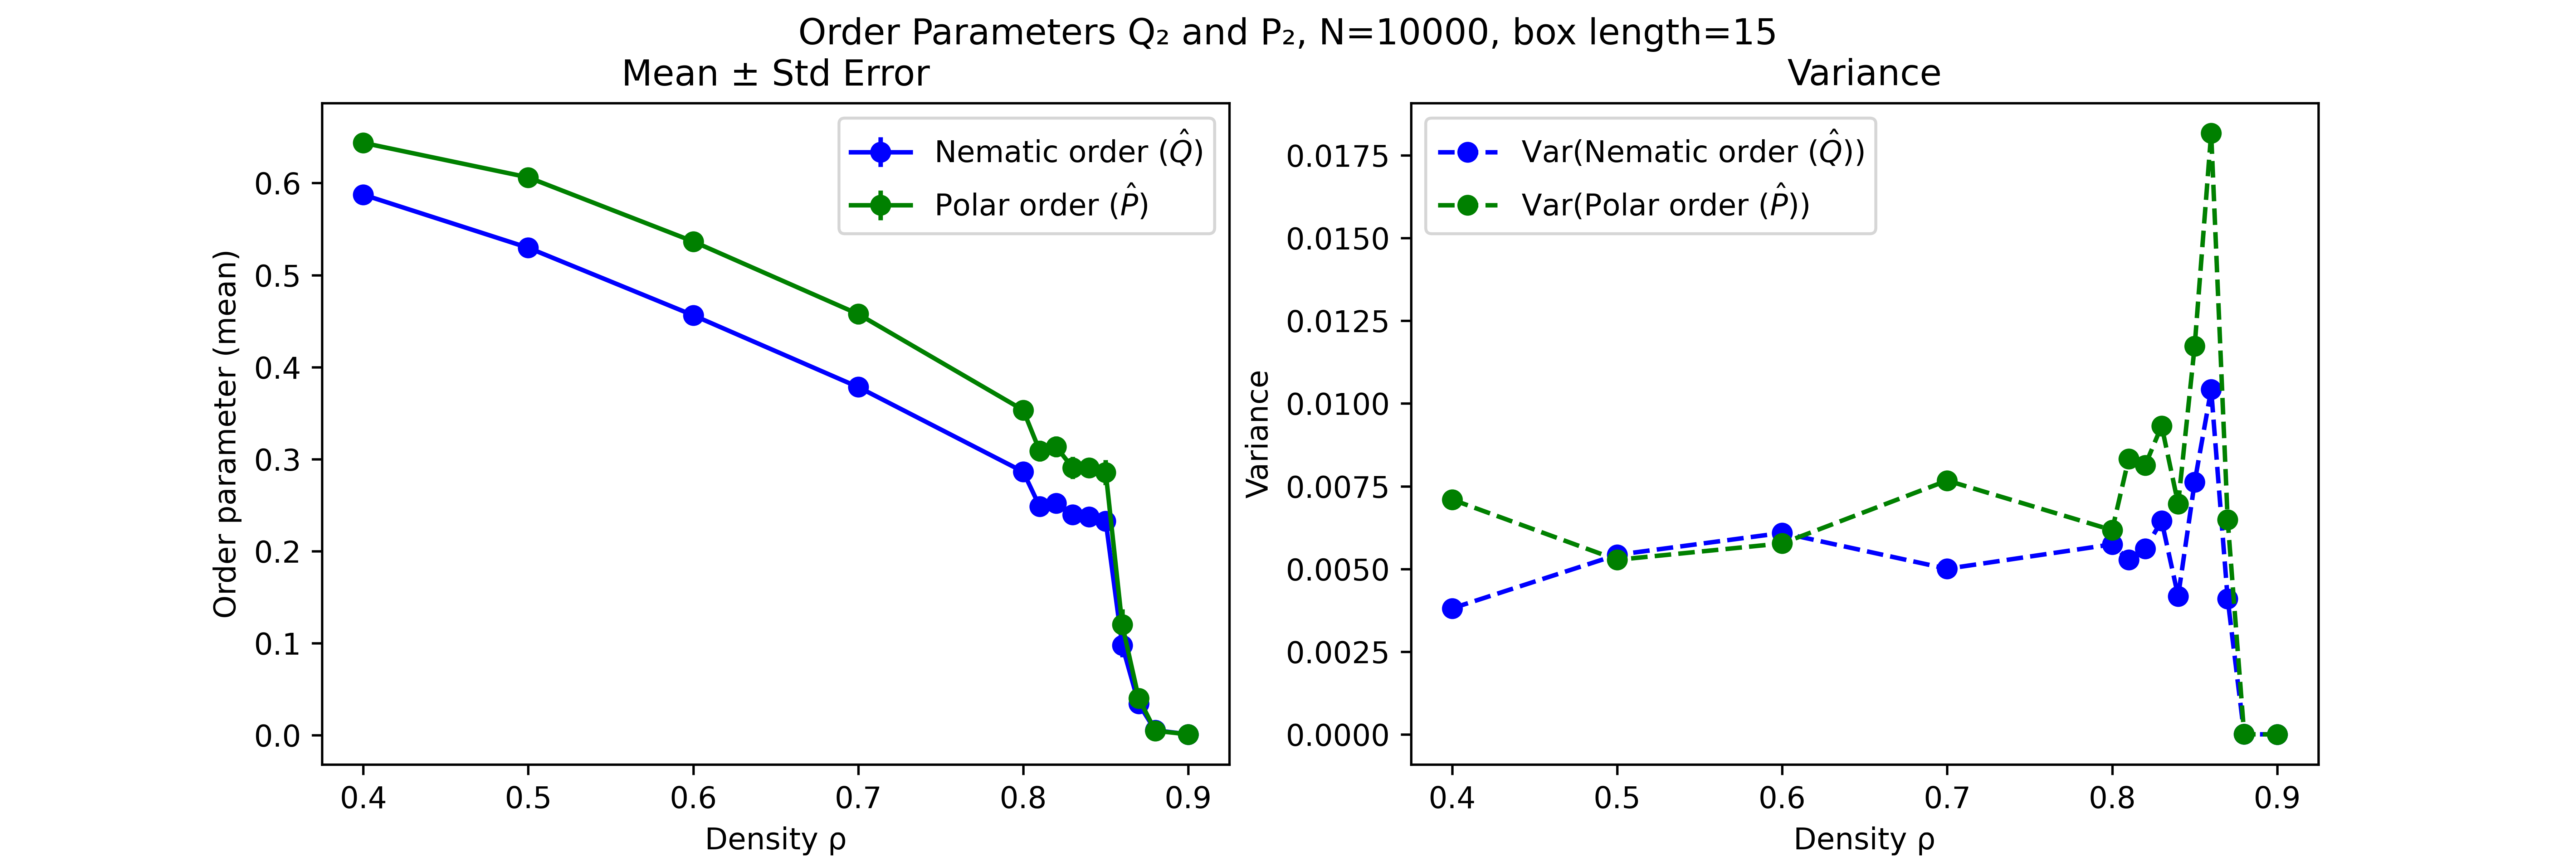 Order Parameters Q₂ and P₂, N=10000, box length=15
Mean ± Std Error
Order parameter (mean)
0.6
0.5
0.4
0.3
0.2
0.1
0.0
Nematic order (Q̂)
Polar order (P̂)
0.4 0.5 0.6 0.7 0.8 0.9
Density ρ
Variance
Variance
0.0175
0.0150
0.0125
0.0100
0.0075
0.0050
0.0025
0.0000
Var(Nematic order (Q̂))
Var(Polar order (P̂))
0.4 0.5 0.6 0.7 0.8 0.9
Density ρ